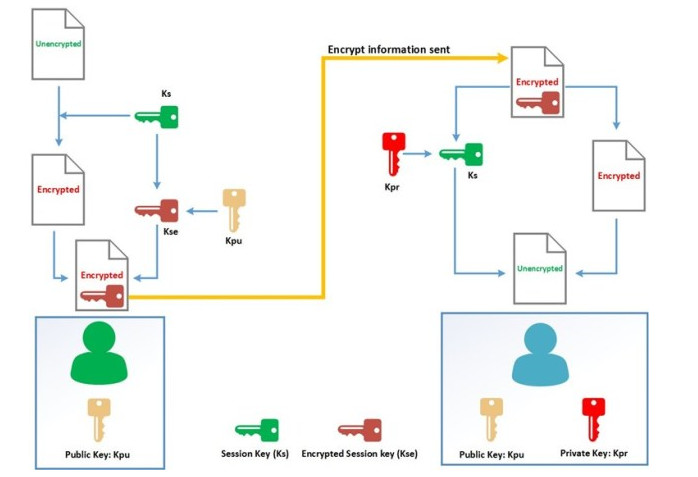 Unencrypted
Encrypt information sent
Ks
Encrypted
Encrypted
Encrypted
Kpr
Ks
Kse
Kpu
Encrypted
Unencrypted
Public Key: Kpu
Session Key (Ks)
Encrypted Session key (Kse)
Public Key: Kpu
Private Key: Kpr